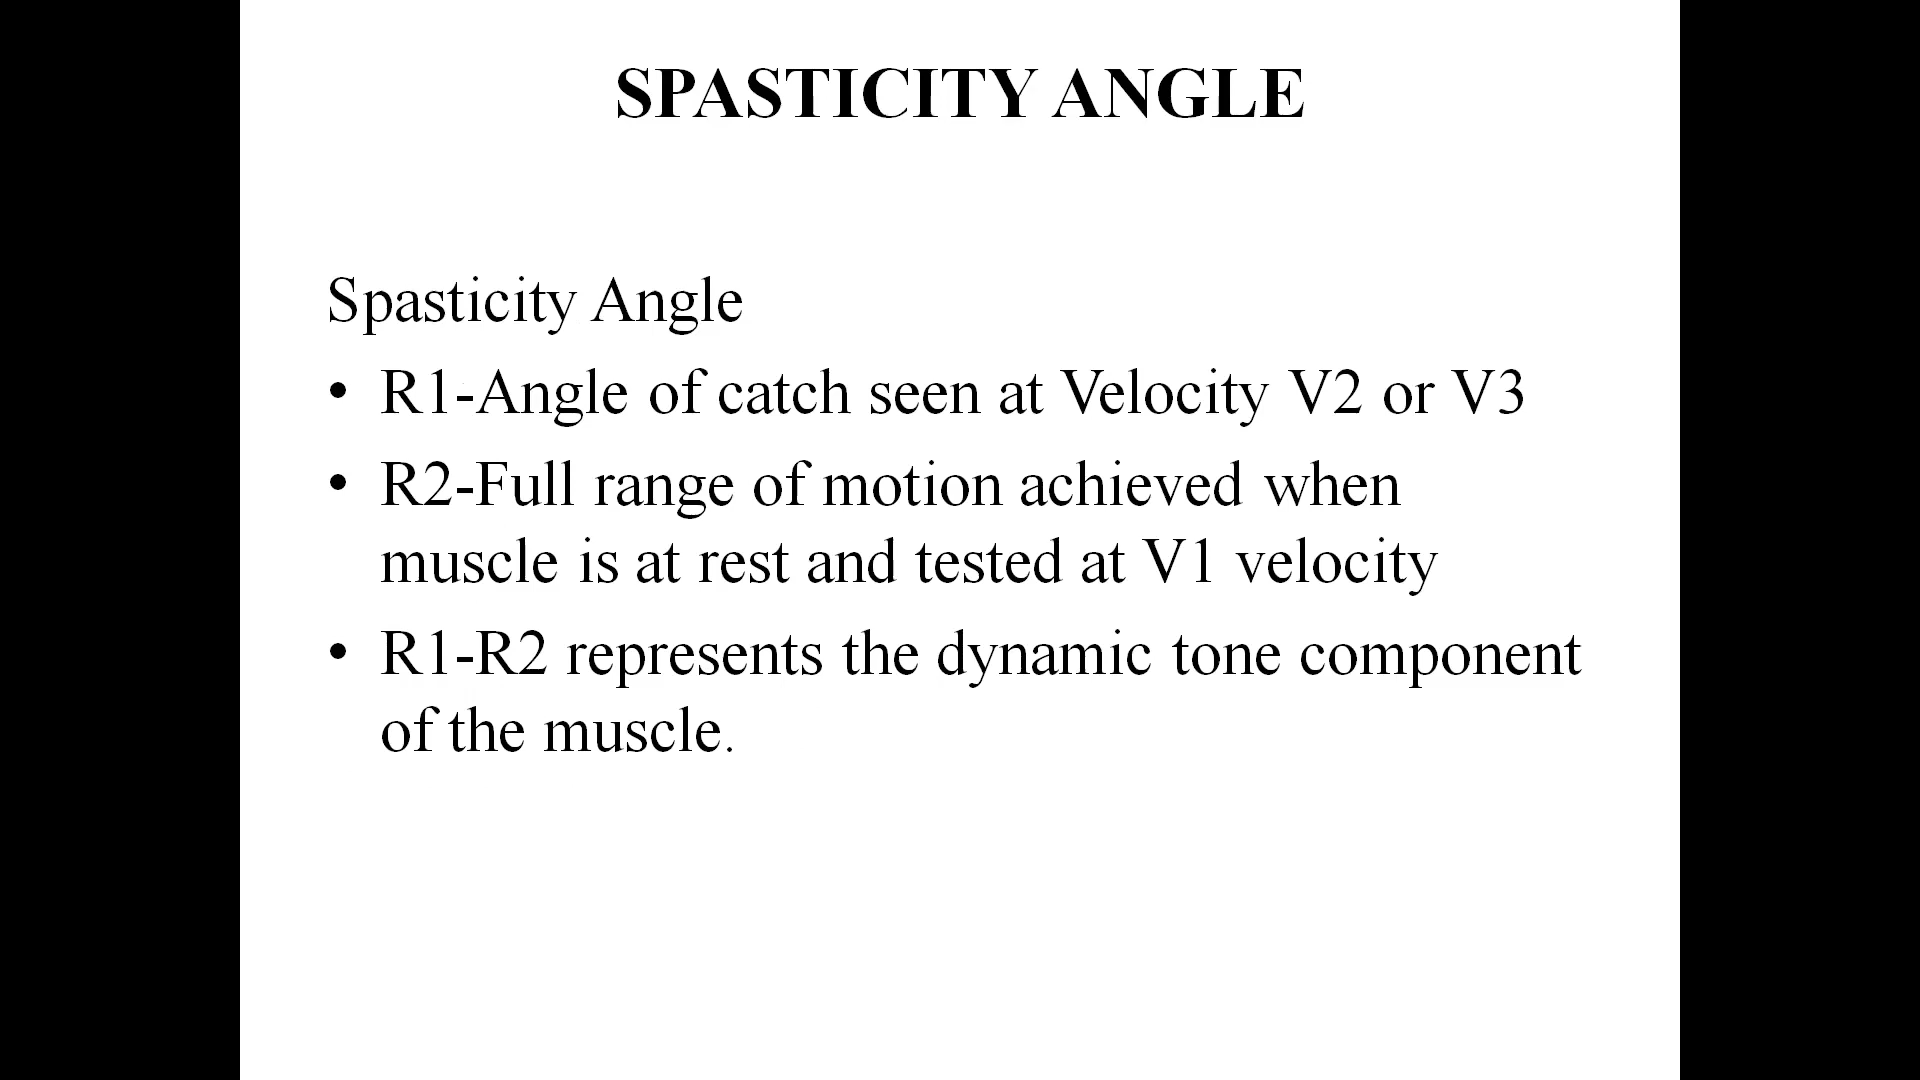 SPASTICITY ANGLE
Spasticity Angle
• R1-Angle of catch seen at Velocity V2 or V3
• R2-Full range of motion achieved when
muscle is at rest and tested at V1 velocity
• R1-R2 represents the dynamic tone component
of the muscle.